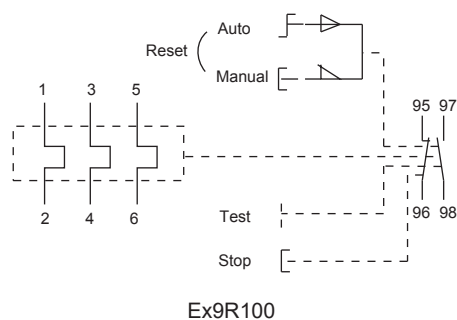 Auto
Reset
Manual
1 3 5
95 97
2 4 6
96 98
Test
Stop
Ex9R100